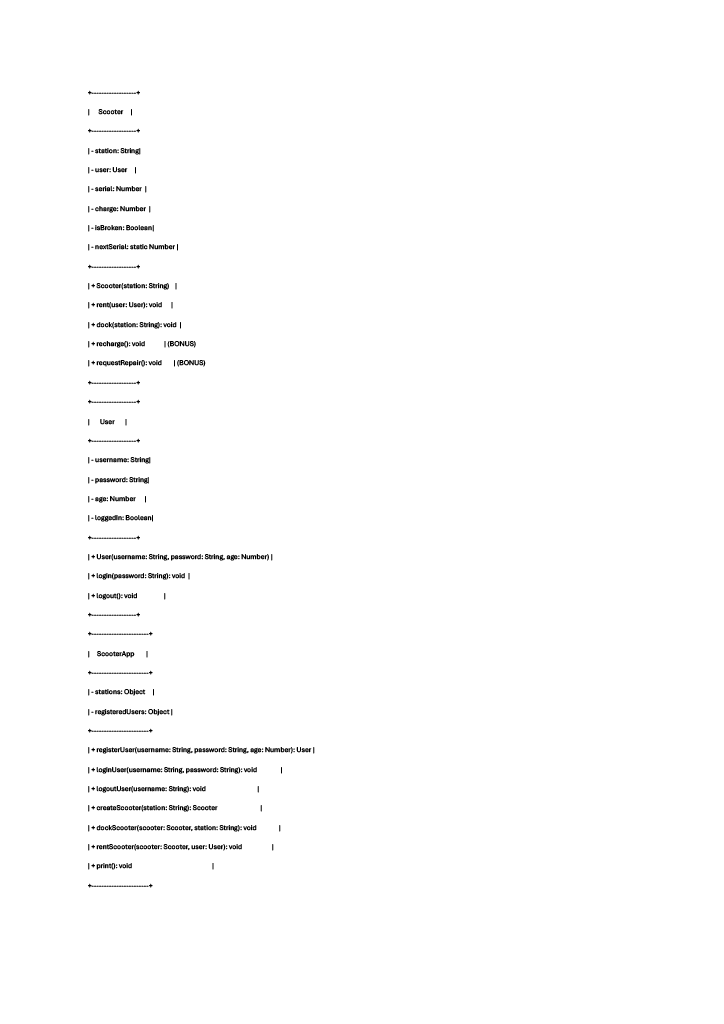 +------------------+
| Scooter |
+------------------+
| - station: String|
| - user: User |
| - serial: Number |
| - charge: Number |
| - isBroken: Boolean|
| - nextSerial: static Number |
+------------------+
| + Scooter(station: String) |
| + rent(user: User): void |
| + dock(station: String): void |
| + recharge(): void | (BONUS)
| + requestRepair(): void | (BONUS)
+------------------+
+------------------+
| User |
+------------------+
| - username: String|
| - password: String|
| - age: Number |
| - loggedIn: Boolean|
+------------------+
| + User(username: String, password: String, age: Number) |
| + login(password: String): void |
| + logout(): void |
+------------------+
+-----------------------+
| ScooterApp |
+-----------------------+
| - stations: Object |
| - registeredUsers: Object |
+-----------------------+
| + registerUser(username: String, password: String, age: Number): User |
| + loginUser(username: String, password: String): void |
| + logoutUser(username: String): void |
| + createScooter(station: String): Scooter |
| + dockScooter(scooter: Scooter, station: String): void |
| + rentScooter(scooter: Scooter, user: User): void |
| + print(): void |
+-----------------------+